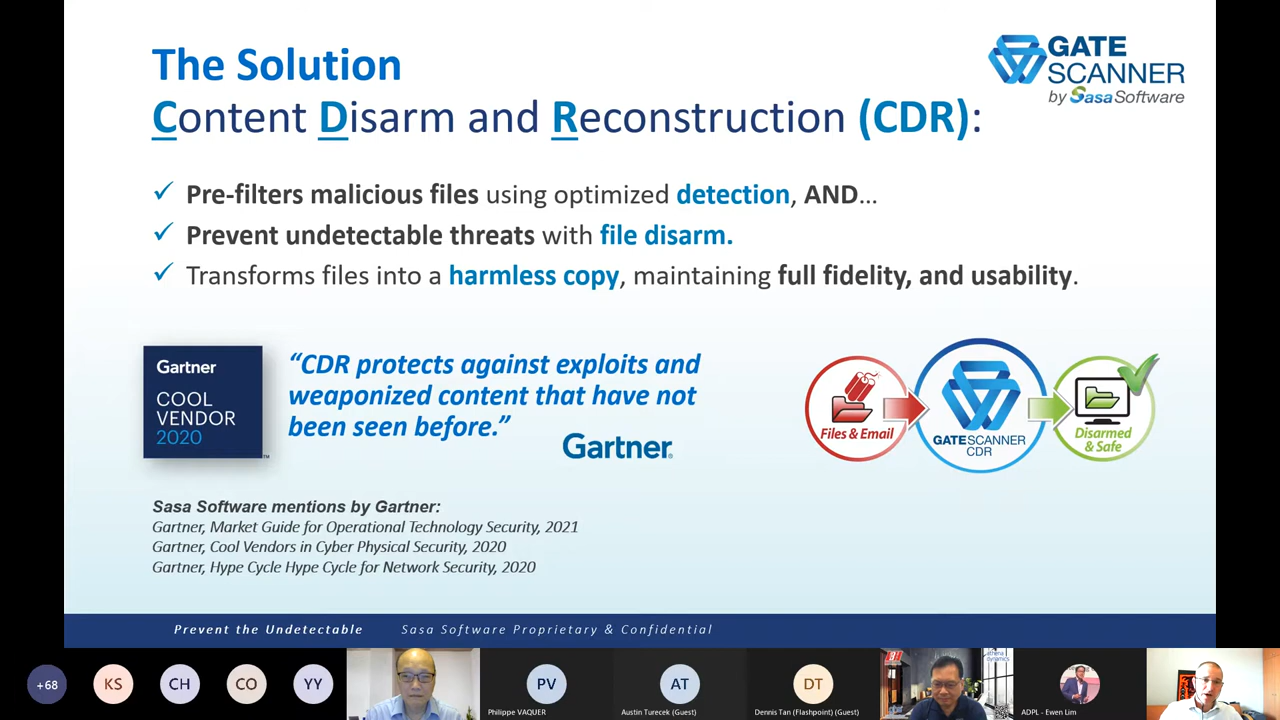 The Solution
Content Disarm and Reconstruction (CDR):
GATE
SCANNER
by Sasa Software
✓ Pre-filters malicious files using optimized detection, AND…
✓ Prevent undetectable threats with file disarm.
✓ Transforms files into a harmless copy, maintaining full fidelity, and usability.
Gartner
COOL
VENDOR
2020
TM
“CDR protects against exploits and
weaponized content that have not
been seen before.”
Gartner®
Files & Email
GATESCANNER
CDR
Disarmed
& Safe
Sasa Software mentions by Gartner:
Gartner, Market Guide for Operational Technology Security, 2021
Gartner, Cool Vendors in Cyber Physical Security, 2020
Gartner, Hype Cycle Hype Cycle for Network Security, 2020
Prevent the Undetectable Sasa Software Proprietary & Confidential
+68
KS
CH
CO
YY
PV
Philippe VAQUER
AT
Austin Turecek (Guest)
DT
Dennis Tan (Flashpoint) (Guest)
athena
dynamics
ADPL - Ewen Lim